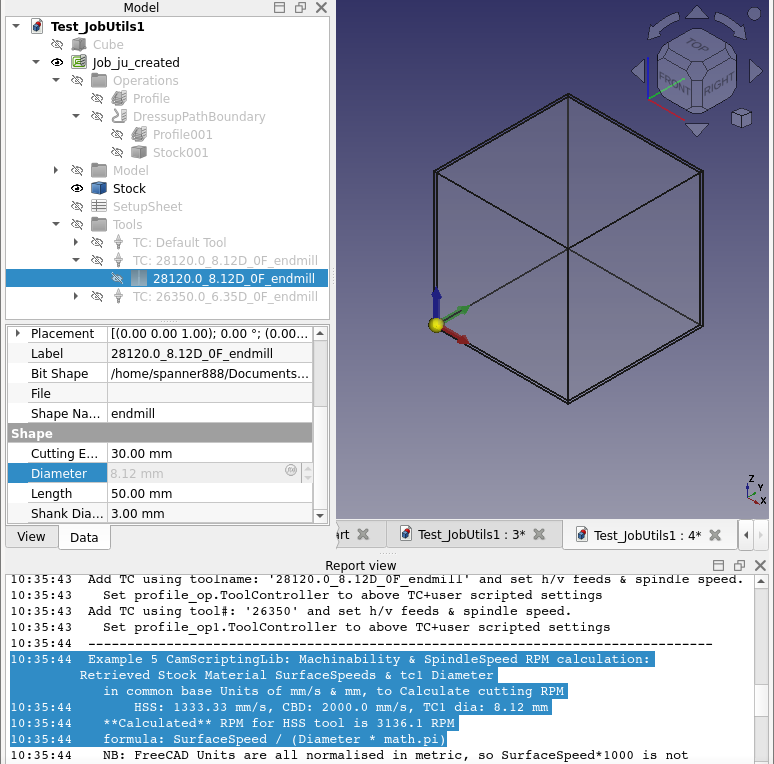 Model
Test_JobUtils1
Cube
Job_ju_created
Operations
Profile
DressupPathBoundary
Profile001
Stock001
Model
Stock
SetupSheet
Tools
TC: Default Tool
TC: 28120.0_8.12D_0F_endmill
28120.0_8.12D_0F_endmill
TC: 26350.0_6.35D_0F_endmill
Placement [(0.00 0.00 1.00); 0.00 °; (0.00...
Label 28120.0_8.12D_0F_endmill
Bit Shape /home/spanner888/Documents...
File
Shape Na... endmill
Shape
Cutting E... 30.00 mm
Diameter 8.12 mm
Length 50.00 mm
Shank Dia... 3.00 mm
View Data
TOP
FRONT RIGHT
Z
Y
X
art Test_JobUtils1 : 3* Test_JobUtils1 : 4*
Report view
10:35:43 Add TC using toolname: '28120.0_8.12D_0F_endmill' and set h/v feeds & spindle speed.
10:35:43 Set profile_op.ToolController to above TC+user scripted settings
10:35:43 Add TC using tool#: '26350' and set h/v feeds & spindle speed.
10:35:43 Set profile_op1.ToolController to above TC+user scripted settings
10:35:44 --------------------------------------------------------------------------------
10:35:44 Example 5 CamScriptingLib: Machinability & SpindleSpeed RPM calculation:
Retrieved Stock Material SurfaceSpeeds & tc1 Diameter
in common base Units of mm/s & mm, to Calculate cutting RPM
10:35:44 HSS: 1333.33 mm/s, CBD: 2000.0 mm/s, TC1 dia: 8.12 mm
10:35:44 **Calculated** RPM for HSS tool is 3136.1 RPM
10:35:44 formula: SurfaceSpeed / (Diameter * math.pi)
10:35:44 NB: FreeCAD Units are all normalised in metric, so SurfaceSpeed*1000 is not